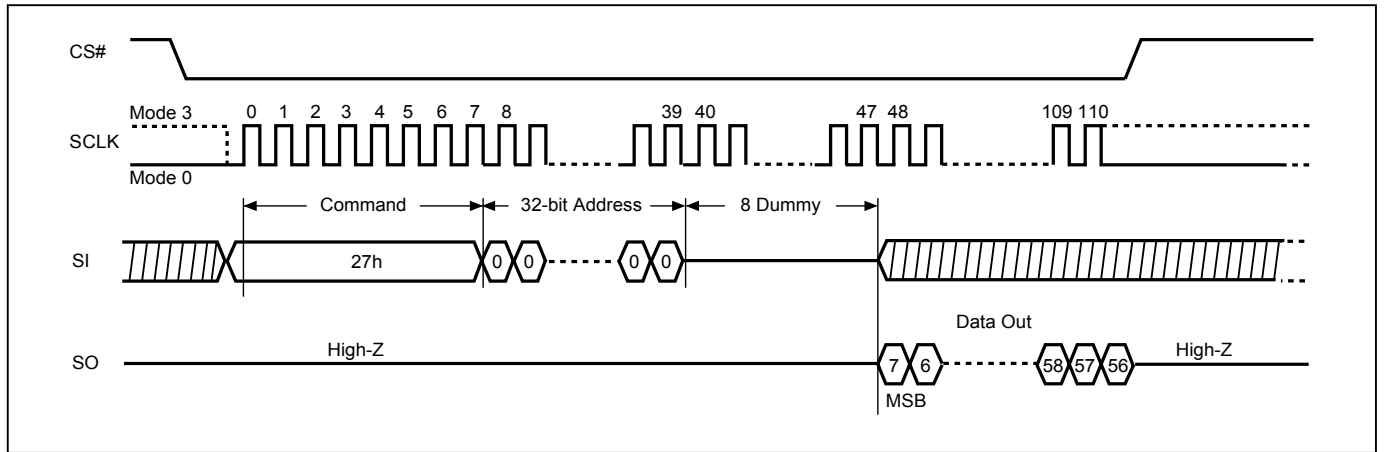 CS#
Mode 3
0 1 2 3 4 5 6 7 8 39 40 47 48 109 110
SCLK
Mode 0
Command 32-bit Address 8 Dummy
SI 27h 0 0 0 0
Data Out
SO High-Z 7 6 58 57 56 High-Z
MSB